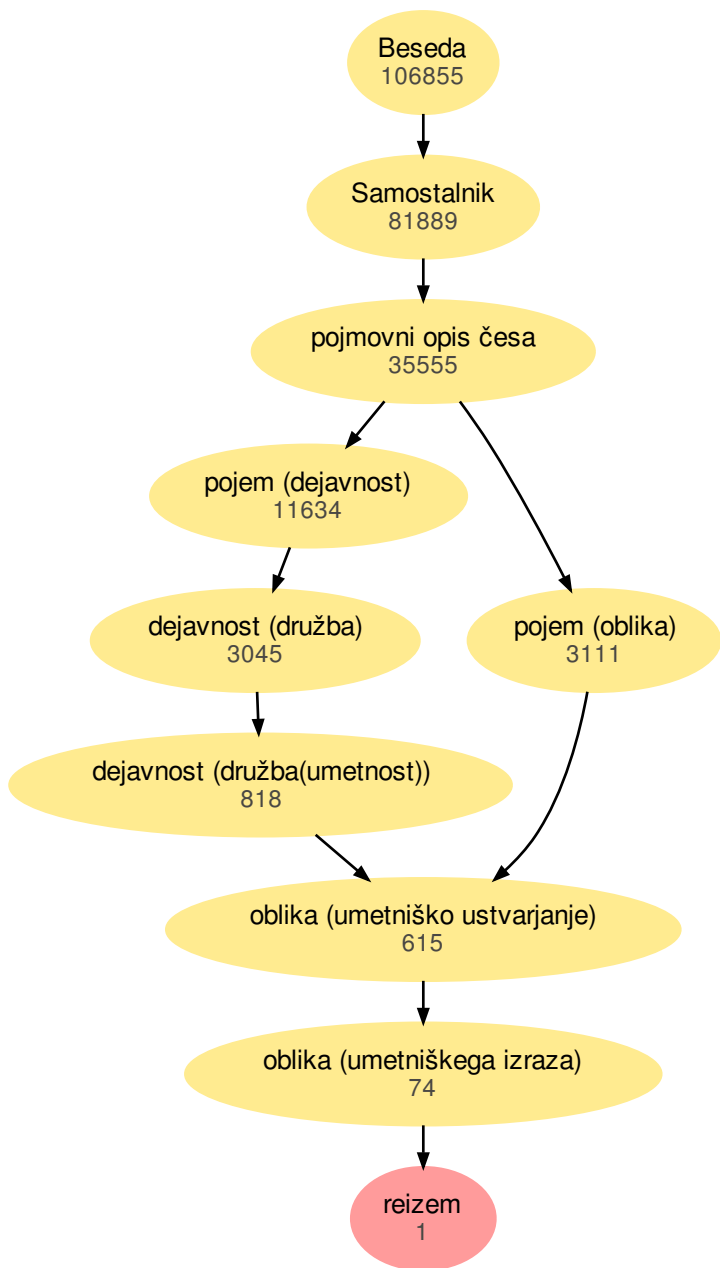 Beseda
106855
Samostalnik
81889
pojmovni opis česa
35555
pojem (dejavnost)
11634
dejavnost (družba)
3045
pojem (oblika)
3111
dejavnost (družba(umetnost))
818
oblika (umetniško ustvarjanje)
615
oblika (umetniškega izraza)
74
reizem
1